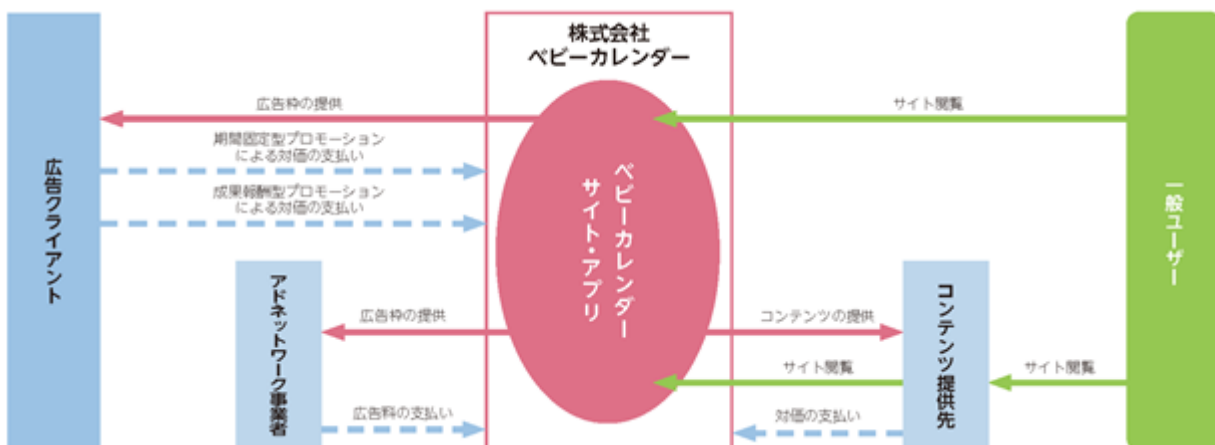 株式会社
ベビーカレンダー
広告枠の提供
サイト閲覧
期間固定型プロモーション
による対価の支払い
成果報酬型プロモーション
による対価の支払い
広告クライアント
ベビーカレンダー
サイト・アプリ
一般ユーザー
アドネットワーク事業者
広告枠の提供
コンテンツの提供
コンテンツ提供先
サイト閲覧
サイト閲覧
広告料の支払い
対価の支払い